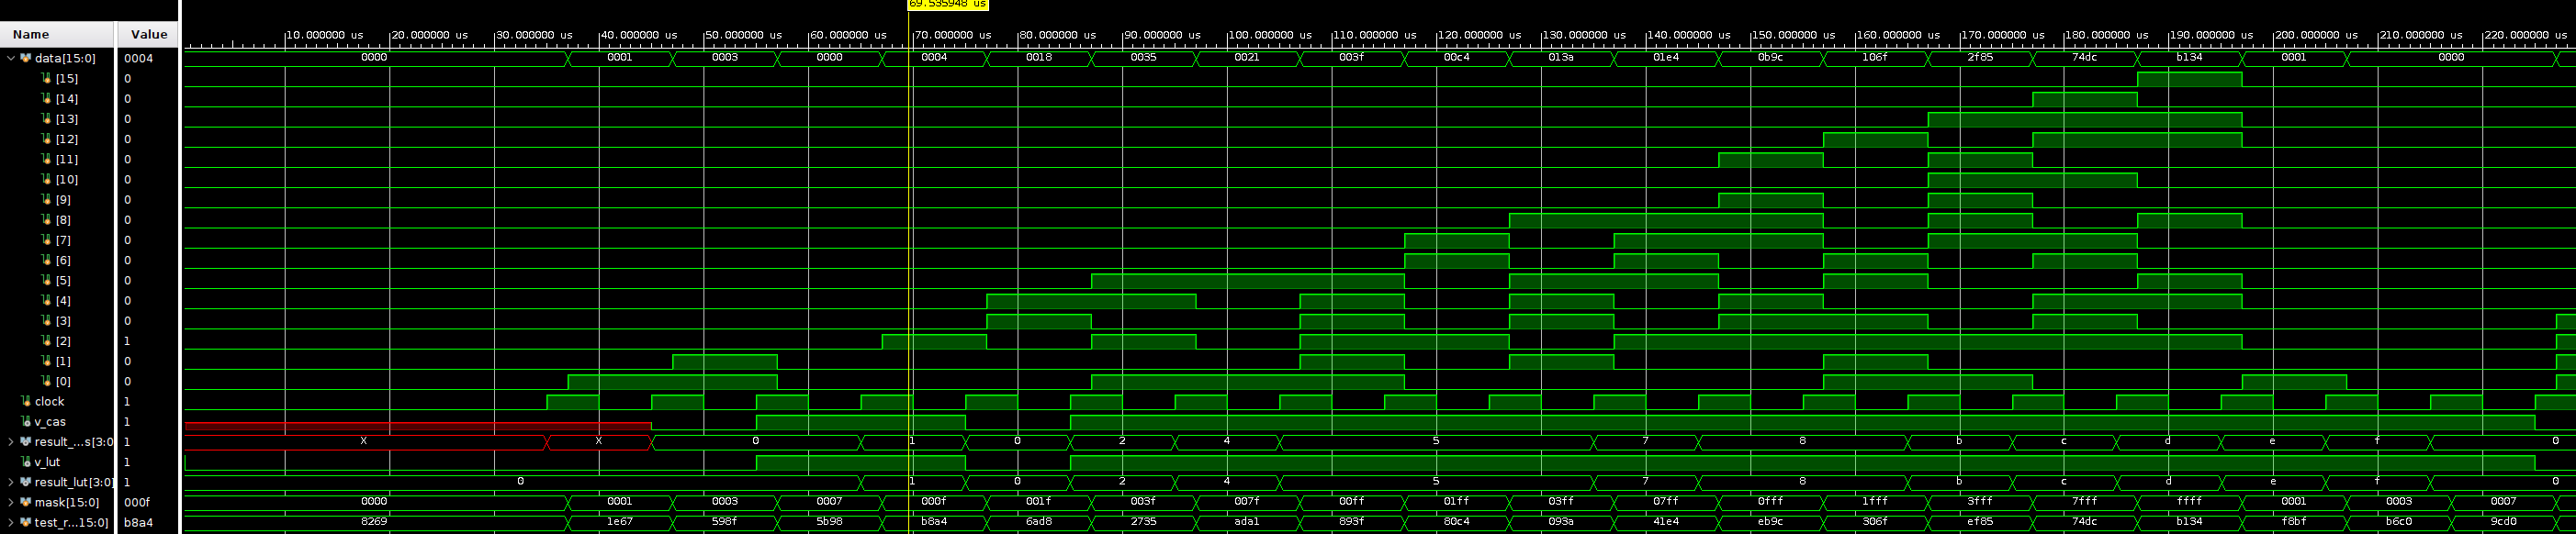 69.535948 us
Name Value 10.000000 us 20.000000 us 30.000000 us 40.000000 us 50.000000 us 60.000000 us 70.000000 us 80.000000 us 90.000000 us 100.000000 us 110.000000 us 120.000000 us 130.000000 us 140.000000 us 150.000000 us 160.000000 us 170.000000 us 180.000000 us 190.000000 us 200.000000 us 210.000000 us 220.000000 us
data[15:0] 0004 0000 0001 0003 0000 0004 0018 0035 0021 003f 00c4 013a 01e4 0b9c 106f 2f85 74dc b134 0001 0000
[15] 0
[14] 0
[13] 0
[12] 0
[11] 0
[10] 0
[9] 0
[8] 0
[7] 0
[6] 0
[5] 0
[4] 0
[3] 0
[2] 1
[1] 0
[0] 0
clock 1
v_cas 1
result_...s[3:0 1 X X 0 1 0 2 4 5 7 8 b c d e f 0
v_lut 1
result_lut[3:0] 1 0 1 0 2 4 5 7 8 b c d e f 0
mask[15:0] 000f 0000 0001 0003 0007 000f 001f 003f 007f 00ff 01ff 03ff 07ff 0fff 1fff 3fff 7fff ffff 0001 0003 0007
test_r...15:0] b8a4 8269 1e67 598f 5b98 b8a4 6ad8 2735 ada1 893f 80c4 093a 41e4 eb9c 306f ef85 74dc b134 f8bf b6c0 9cd0